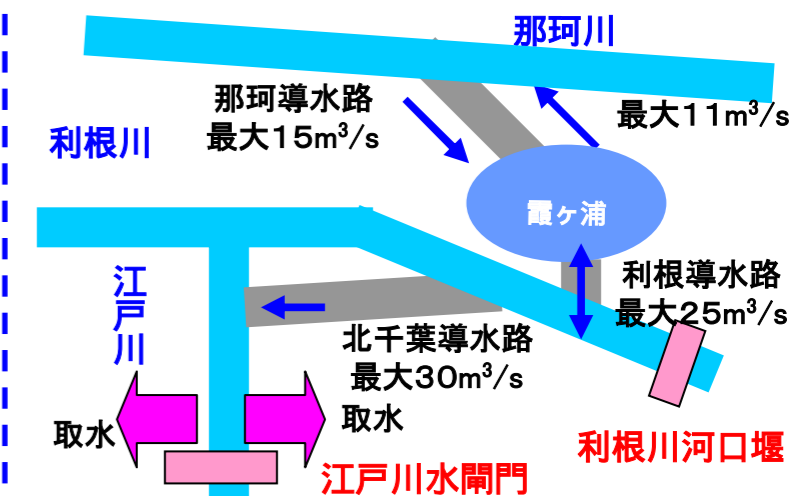 那珂川
那珂導水路
最大15m³/s
最大11m³/s
利根川
霞ヶ浦
江戸川
利根導水路
最大25m³/s
北千葉導水路
最大30m³/s
取水
取水
利根川河口堰
江戸川水閘門